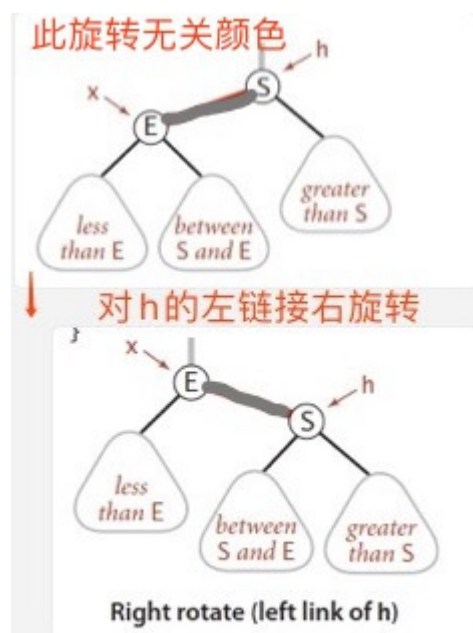 此旋转无关颜色
h
x
S
E
less
than E
between
S and E
greater
than S
对h的左链接右旋转
}
x
E
h
S
less
than E
between
S and E
greater
than S
Right rotate (left link of h)